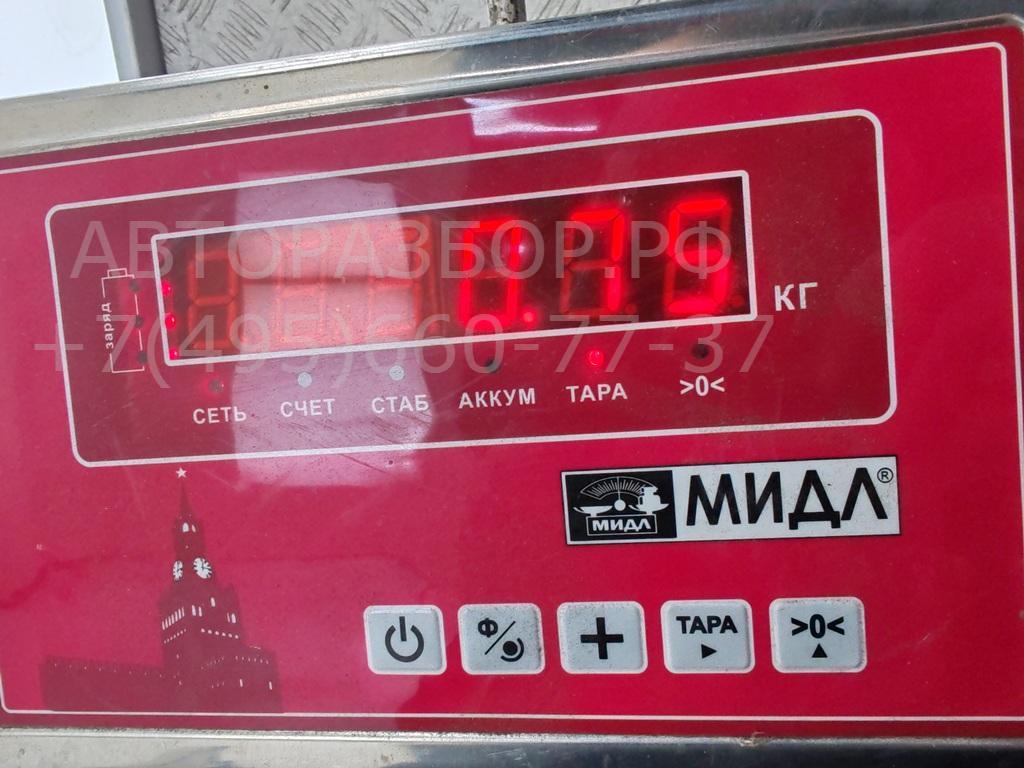 АВТОРАЗБОР.РФ
+7(495)660-77-37
заряд
0.75
КГ
СЕТЬ СЧЕТ СТАБ АККУМ ТАРА >0<
МИДЛ МИДЛ®
Ф ТАРА >0<